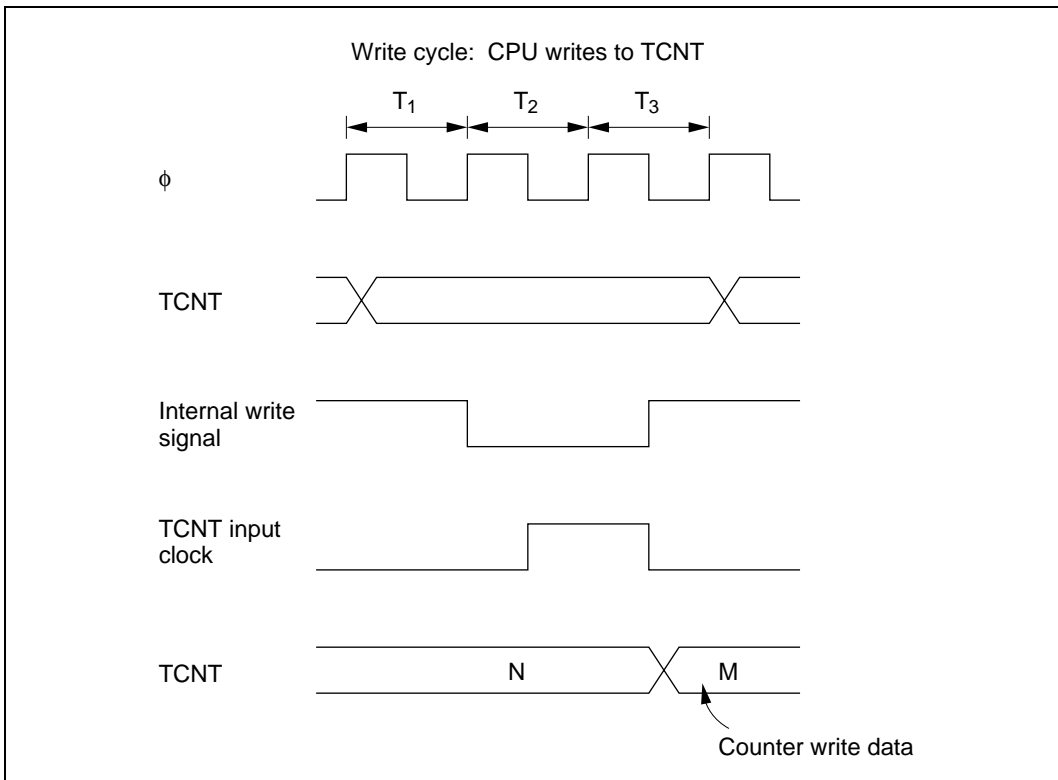 Write cycle: CPU writes to TCNT
T1 T2 T3
ϕ
TCNT
Internal write
signal
TCNT input
clock
TCNT N M
Counter write data